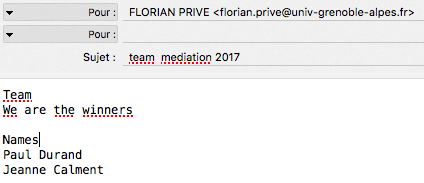 Pour : FLORIAN PRIVE <florian.prive@univ-grenoble-alpes.fr>
Pour :
Sujet : team mediation 2017
Team
We are the winners
Names
Paul Durand
Jeanne Calment